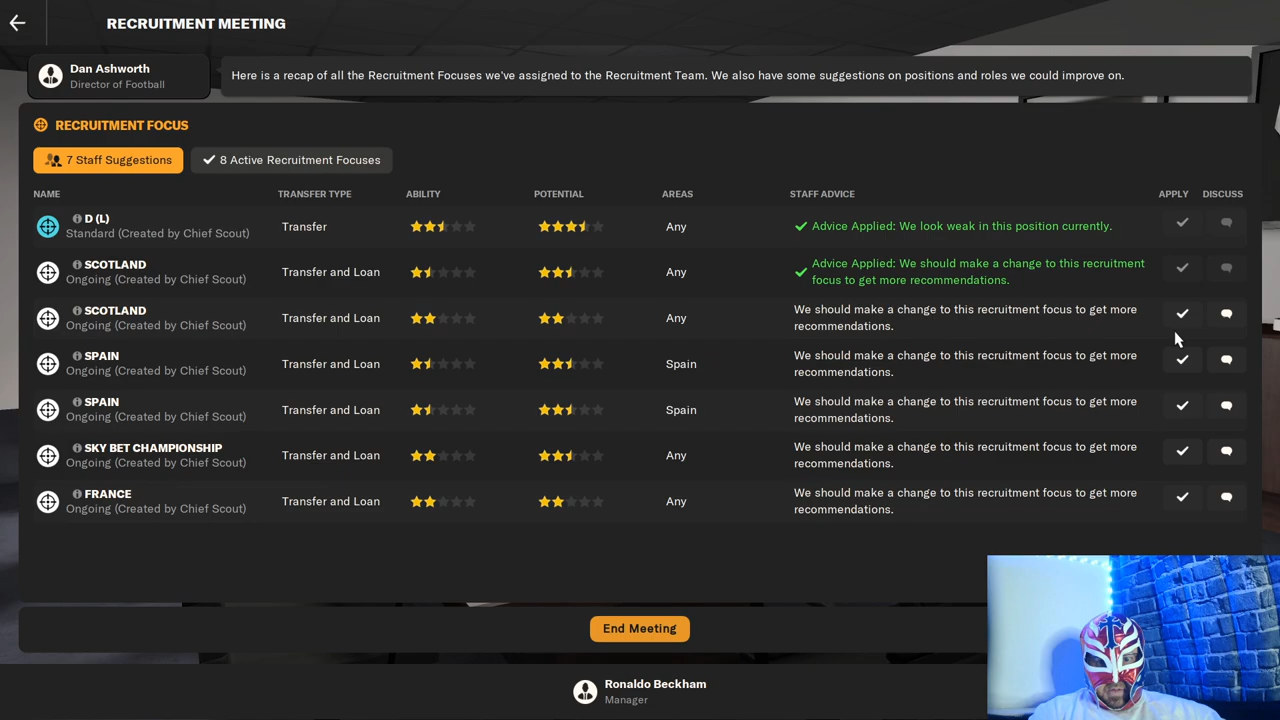 RECRUITMENT MEETING
Dan Ashworth
Director of Football
Here is a recap of all the Recruitment Focuses we've assigned to the Recruitment Team. We also have some suggestions on positions and roles we could improve on.
RECRUITMENT FOCUS
7 Staff Suggestions
8 Active Recruitment Focuses
NAME TRANSFER TYPE ABILITY POTENTIAL AREAS STAFF ADVICE APPLY DISCUSS
D (L)
Standard (Created by Chief Scout)
Transfer
Any
Advice Applied: We look weak in this position currently.
SCOTLAND
Ongoing (Created by Chief Scout)
Transfer and Loan
Any
Advice Applied: We should make a change to this recruitment
focus to get more recommendations.
SCOTLAND
Ongoing (Created by Chief Scout)
Transfer and Loan
Any
We should make a change to this recruitment focus to get more
recommendations.
SPAIN
Ongoing (Created by Chief Scout)
Transfer and Loan
Spain
We should make a change to this recruitment focus to get more
recommendations.
SPAIN
Ongoing (Created by Chief Scout)
Transfer and Loan
Spain
We should make a change to this recruitment focus to get more
recommendations.
SKY BET CHAMPIONSHIP
Ongoing (Created by Chief Scout)
Transfer and Loan
Any
We should make a change to this recruitment focus to get more
recommendations.
FRANCE
Ongoing (Created by Chief Scout)
Transfer and Loan
Any
We should make a change to this recruitment focus to get more
recommendations.
End Meeting
Ronaldo Beckham
Manager